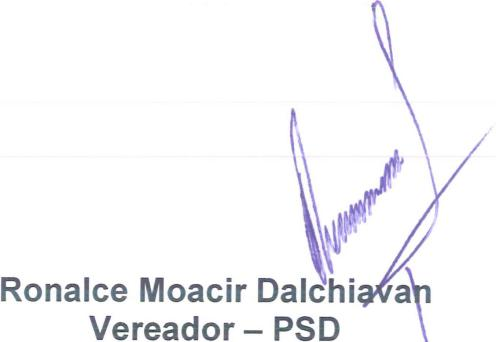 Ronalce Moacir Dalchiavan
Vereador – PSD